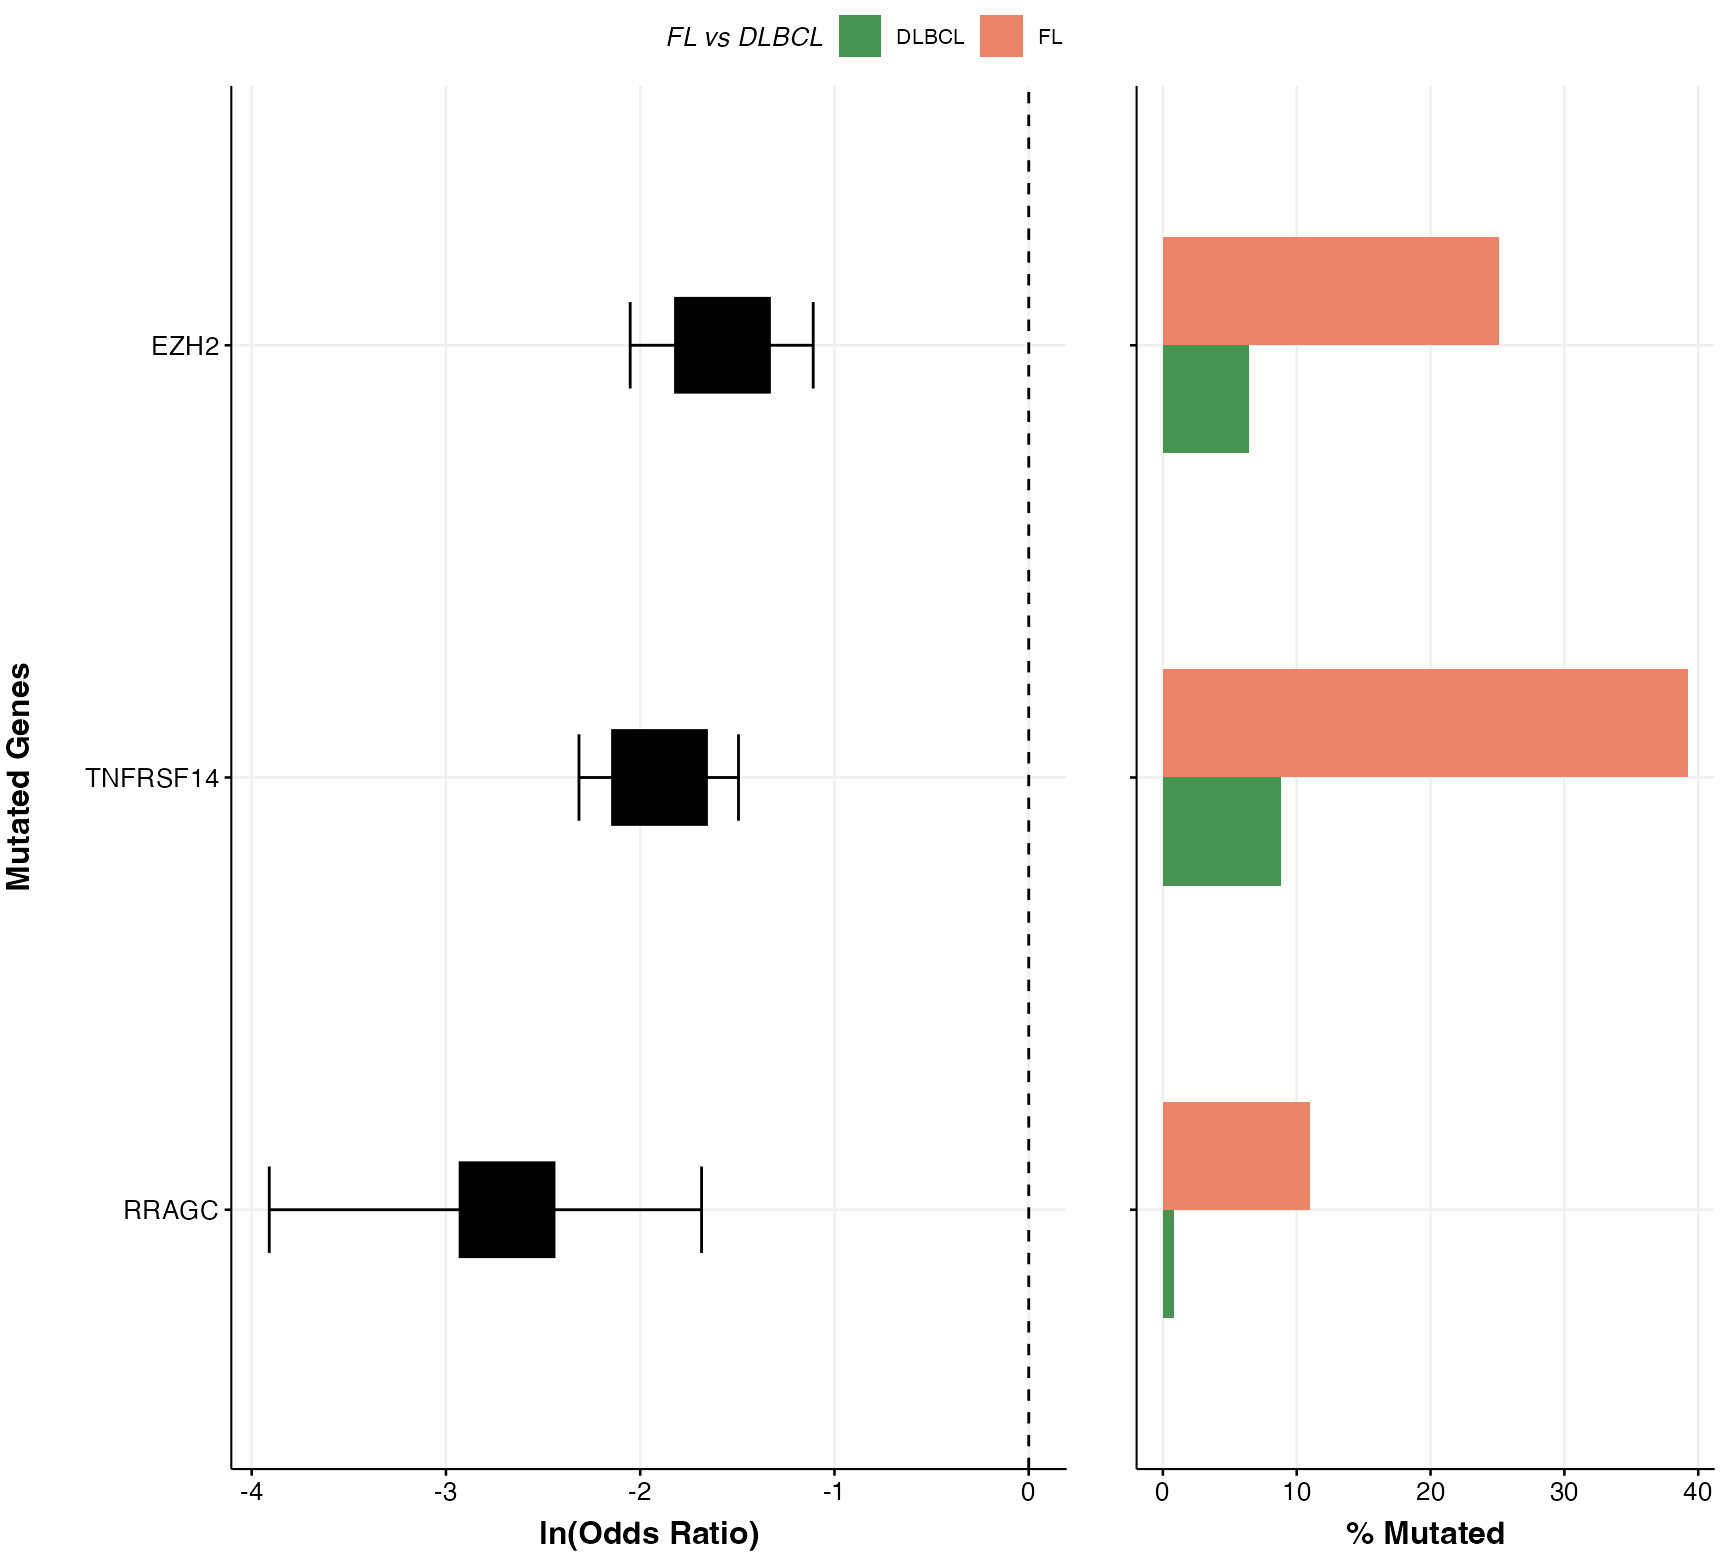 FL vs DLBCL DLBCL FL
Mutated Genes
EZH2
TNFRSF14
RRAGC
-4 -3 -2 -1 0
ln(Odds Ratio)
0 10 20 30 40
% Mutated